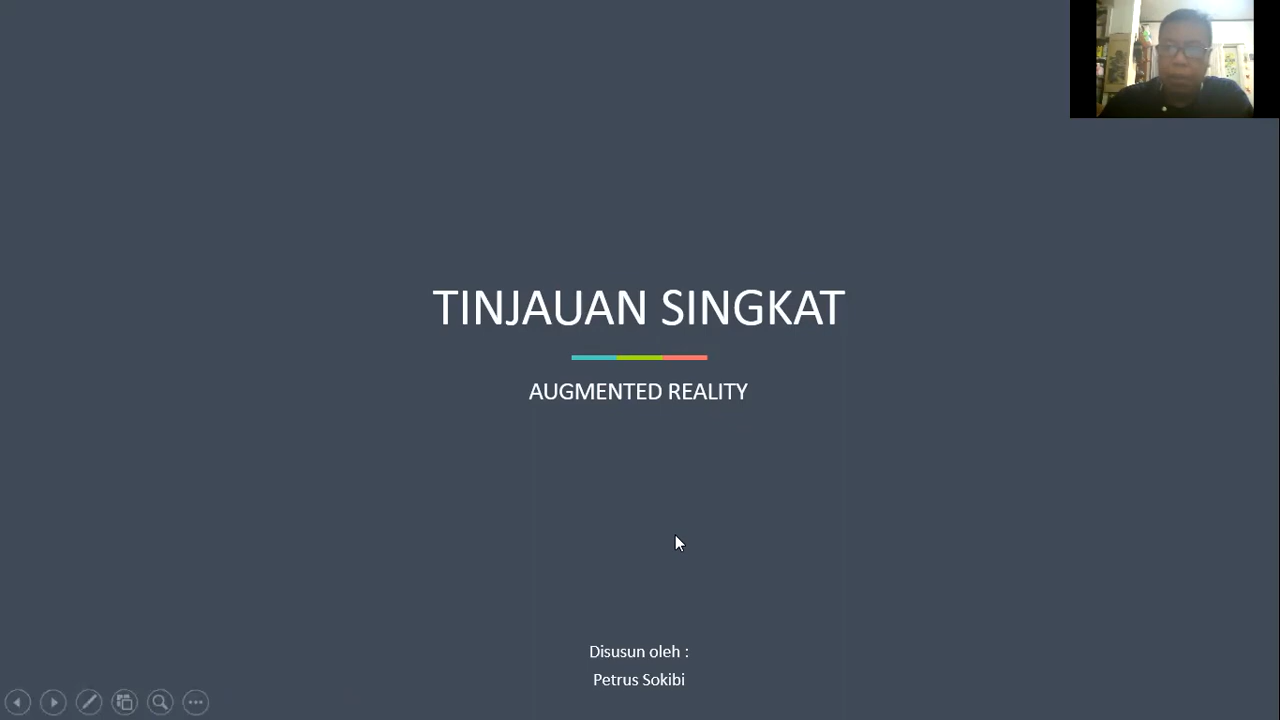 TINJAUAN SINGKAT
AUGMENTED REALITY
Disusun oleh :
Petrus Sokibi